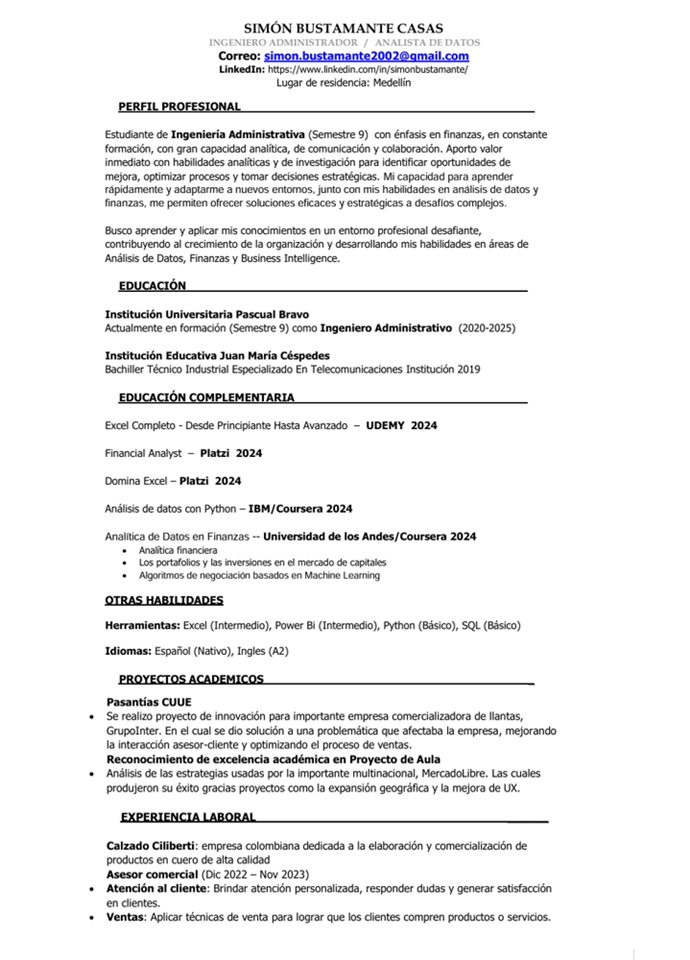 SIMÓN BUSTAMANTE CASAS
INGENIERO ADMINISTRADOR / ANALISTA DE DATOS
Correo: simon.bustamante2002@gmail.com
LinkedIn: https://www.linkedin.com/in/simonbustamante/
Lugar de residencia: Medellín
PERFIL PROFESIONAL
Estudiante de Ingeniería Administrativa (Semestre 9) con énfasis en finanzas, en constante
formación, con gran capacidad analítica, de comunicación y colaboración. Aporto valor
inmediato con habilidades analíticas y de investigación para identificar oportunidades de
mejora, optimizar procesos y tomar decisiones estratégicas. Mi capacidad para aprender
rápidamente y adaptarme a nuevos entornos, junto con mis habilidades en análisis de datos y
finanzas, me permiten ofrecer soluciones eficaces y estratégicas a desafíos complejos.
Busco aprender y aplicar mis conocimientos en un entorno profesional desafiante,
contribuyendo al crecimiento de la organización y desarrollando mis habilidades en áreas de
Análisis de Datos, Finanzas y Business Intelligence.
EDUCACIÓN
Institución Universitaria Pascual Bravo
Actualmente en formación (Semestre 9) como Ingeniero Administrativo (2020-2025)
Institución Educativa Juan María Céspedes
Bachiller Técnico Industrial Especializado En Telecomunicaciones Institución 2019
EDUCACIÓN COMPLEMENTARIA
Excel Completo - Desde Principiante Hasta Avanzado – UDEMY 2024
Financial Analyst – Platzi 2024
Domina Excel – Platzi 2024
Análisis de datos con Python – IBM/Coursera 2024
Analítica de Datos en Finanzas -- Universidad de los Andes/Coursera 2024
• Analítica financiera
• Los portafolios y las inversiones en el mercado de capitales
• Algoritmos de negociación basados en Machine Learning
OTRAS HABILIDADES
Herramientas: Excel (Intermedio), Power Bi (Intermedio), Python (Básico), SQL (Básico)
Idiomas: Español (Nativo), Ingles (A2)
PROYECTOS ACADEMICOS
Pasantías CUUE
• Se realizo proyecto de innovación para importante empresa comercializadora de llantas,
GrupoInter. En el cual se dio solución a una problemática que afectaba la empresa, mejorando
la interacción asesor-cliente y optimizando el proceso de ventas.
Reconocimiento de excelencia académica en Proyecto de Aula
• Análisis de las estrategias usadas por la importante multinacional, MercadoLibre. Las cuales
produjeron su éxito gracias proyectos como la expansión geográfica y la mejora de UX.
EXPERIENCIA LABORAL
Calzado Ciliberti: empresa colombiana dedicada a la elaboración y comercialización de
productos en cuero de alta calidad
Asesor comercial (Dic 2022 – Nov 2023)
• Atención al cliente: Brindar atención personalizada, responder dudas y generar satisfacción
en clientes.
• Ventas: Aplicar técnicas de venta para lograr que los clientes compren productos o servicios.